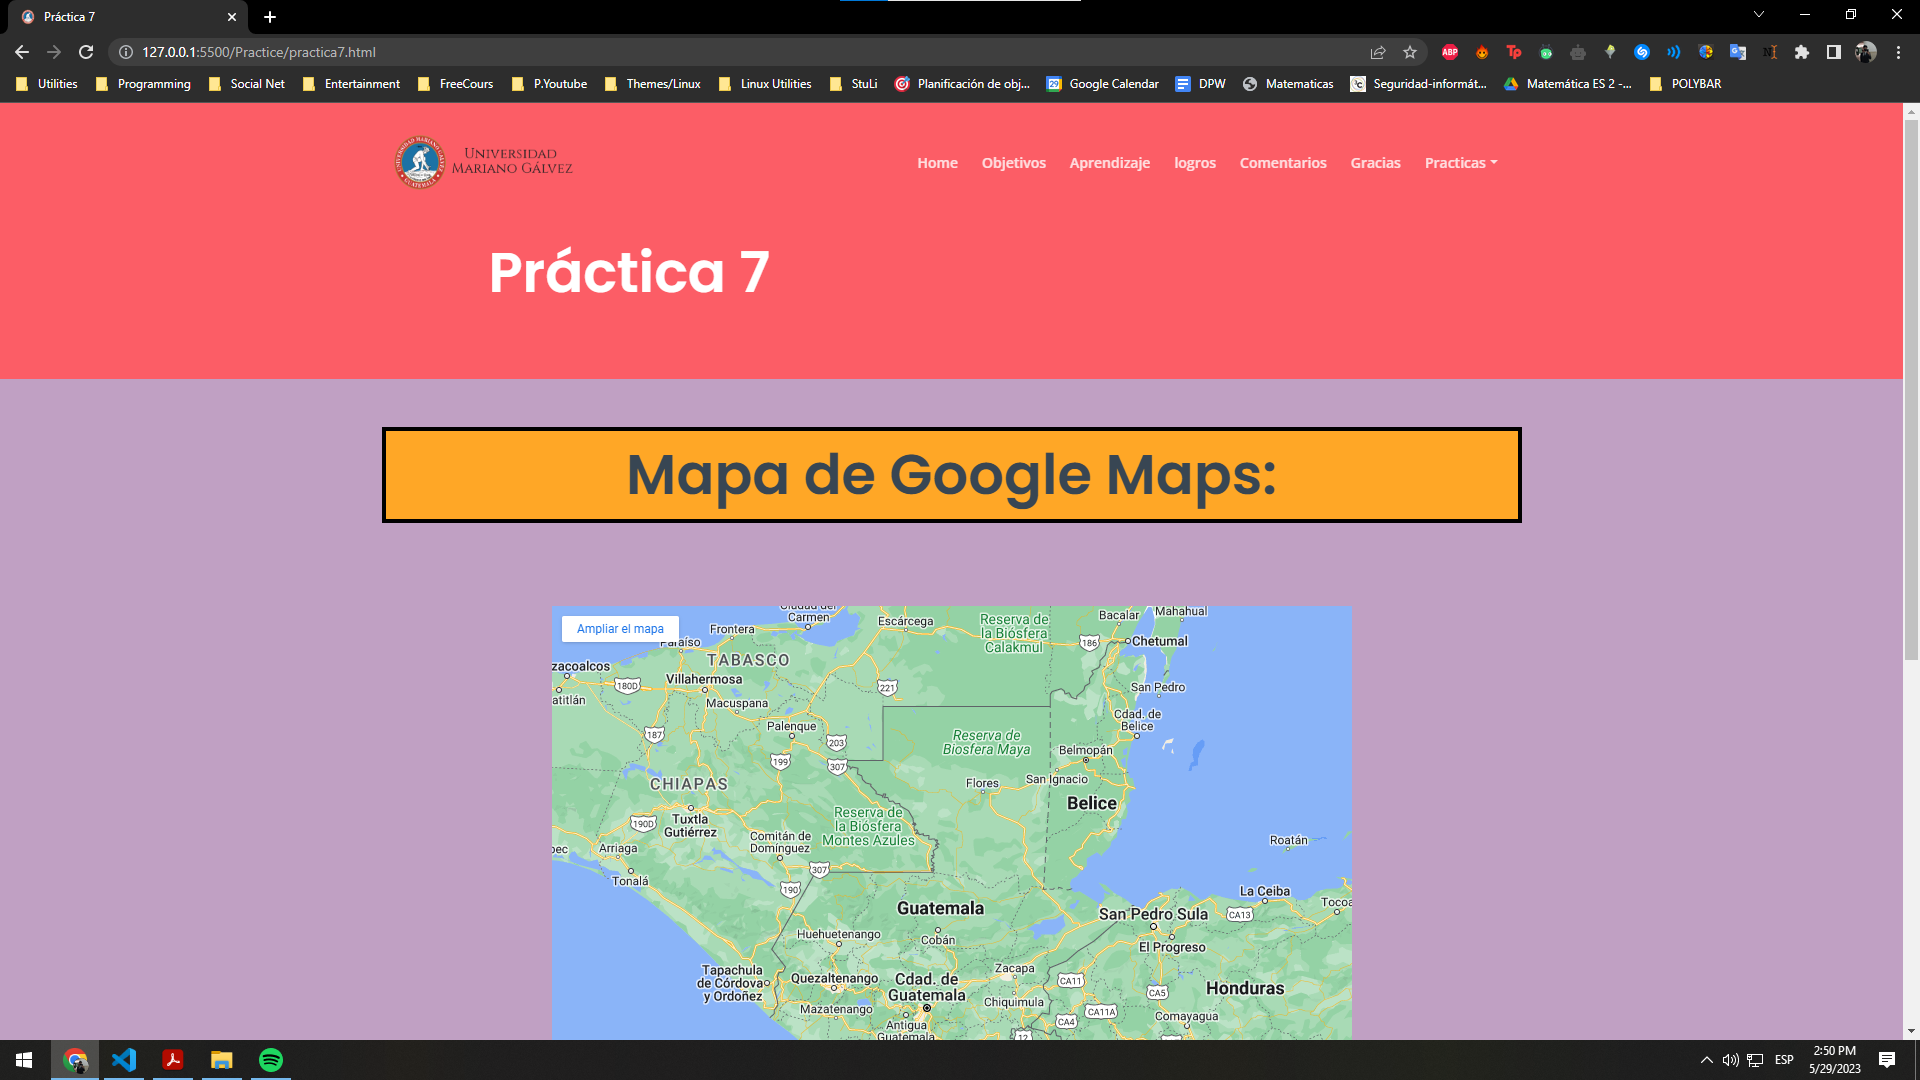 Práctica 7
127.0.0.1:5500/Practice/practica7.html
ABP
Tp
Utilities
Programming
Social Net
Entertainment
FreeCours
P.Youtube
Themes/Linux
Linux Utilities
StuLi
Planificación de obj...
Google Calendar
DPW
Matematicas
Seguridad-informát...
Matemática ES 2 -...
POLYBAR
UNIVERSIDAD
MARIANO GÁLVEZ
Home
Objetivos
Aprendizaje
logros
Comentarios
Gracias
Practicas
Práctica 7
Mapa de Google Maps:
Ampliar el mapa
Ciudad del
Carmen
Frontera
Paraíso
Escárcega
Reserva de
la Biósfera
Calakmul
Bacalar
Mahahual
186
Chetumal
zacoalcos
TABASCO
180D
Villahermosa
221
San Pedro
atitlán
Macuspana
Cdad. de
Belice
187
Palenque
203
Reserva de
Biosfera Maya
Belmopán
199
307
CHIAPAS
Flores
San Ignacio
Belice
190D
Tuxtla
Gutiérrez
Reserva de
la Biósfera
Montes Azules
Comitán de
Domínguez
Roatán
pec
Arriaga
307
Tonalá
190
La Ceiba
Tocoa
Guatemala
San Pedro Sula
CA13
Huehuetenango
Cobán
El Progreso
Tapachula
de Córdova
y Ordoñez
Quezaltenango
Cdad. de
Guatemala
Zacapa
CA11
CA5
Honduras
Mazatenango
Chiquimula
CA11A
Antigua
Guatemala
CA4
Comayagua
12
ESP
2:50 PM
5/29/2023